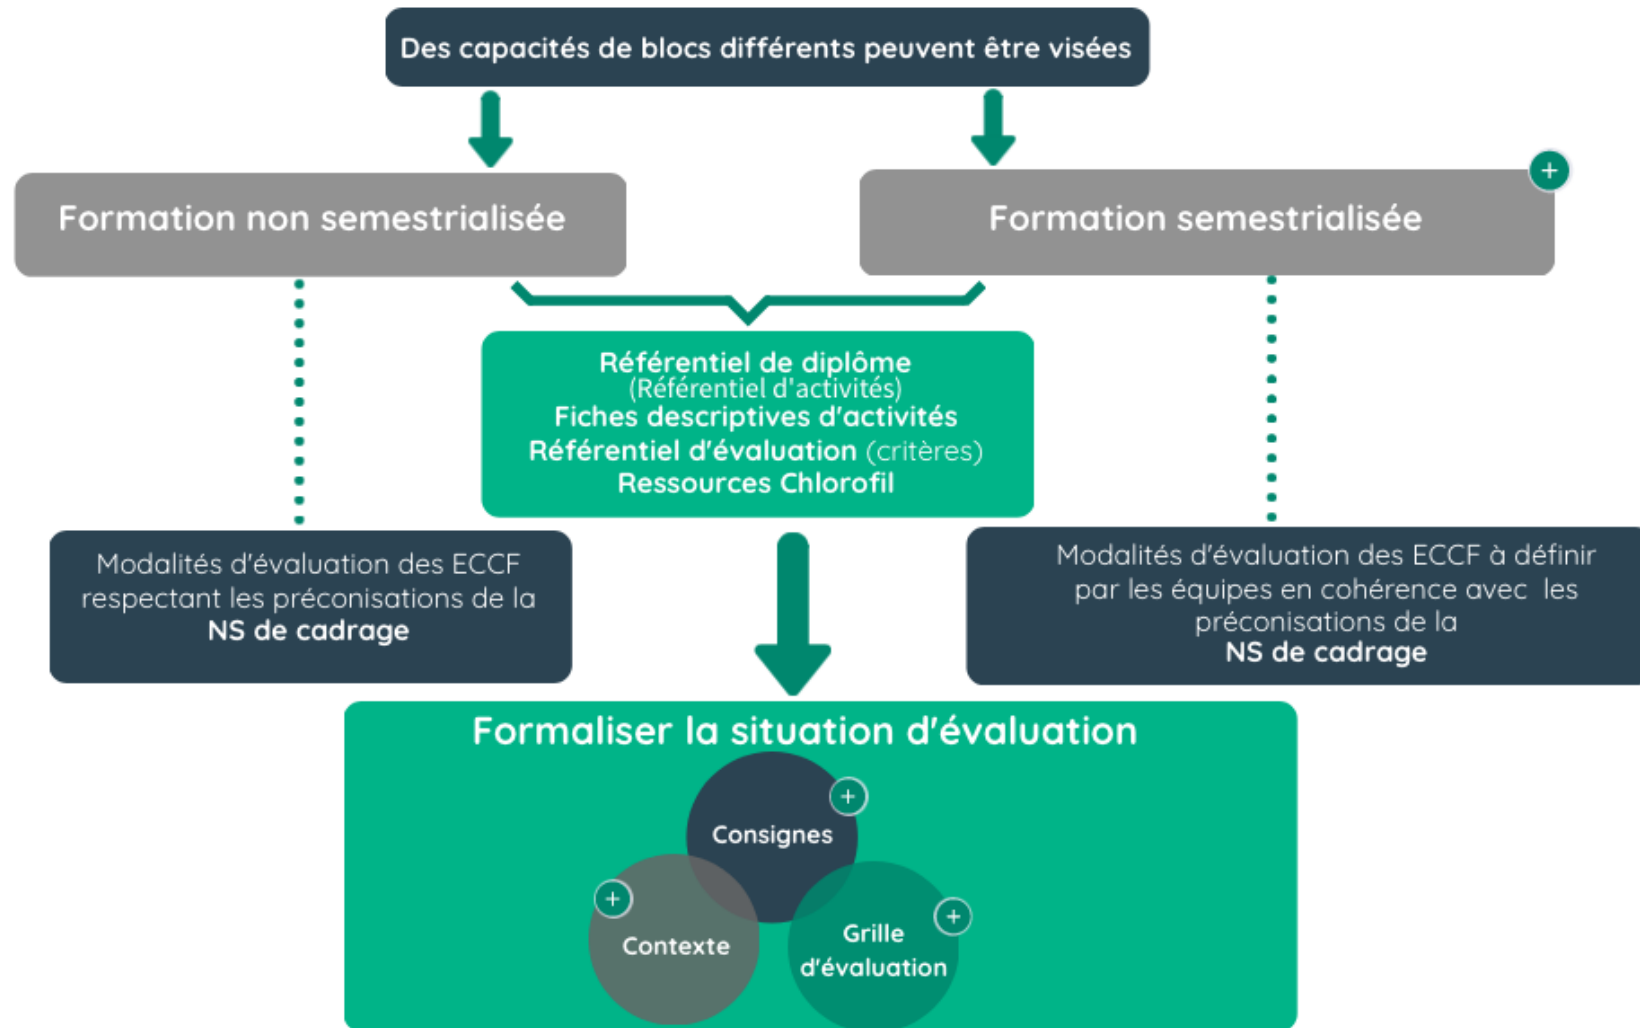 Des capacités de blocs différents peuvent être visées
Formation non semestrialisée
Formation semestrialisée
+
Référentiel de diplôme
(Référentiel d'activités)
Fiches descriptives d'activités
Référentiel d'évaluation (critères)
Ressources Chlorofil
Modalités d'évaluation des ECCF
respectant les préconisations de la
NS de cadrage
Modalités d'évaluation des ECCF à définir
par les équipes en cohérence avec les
préconisations de la
NS de cadrage
Formaliser la situation d'évaluation
+
Consignes
+
Contexte
+
Grille
d'évaluation